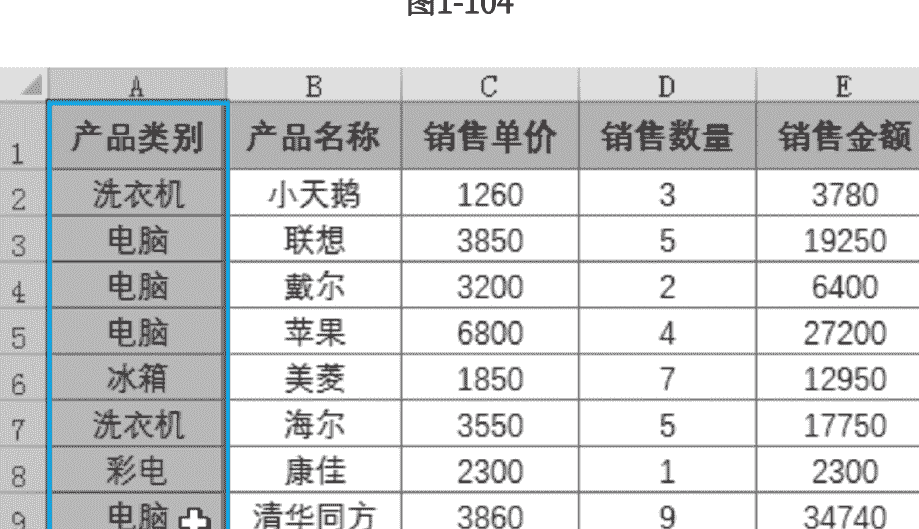 图1-104
A B C D E
1 产品类别 产品名称 销售单价 销售数量 销售金额
2 洗衣机 小天鹅 1260 3 3780
3 电脑 联想 3850 5 19250
4 电脑 戴尔 3200 2 6400
5 电脑 苹果 6800 4 27200
6 冰箱 美菱 1850 7 12950
7 洗衣机 海尔 3550 5 17750
8 彩电 康佳 2300 1 2300
9 电脑 清华同方 3860 9 34740